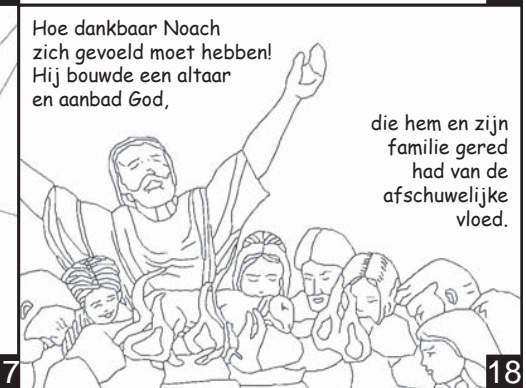 Hoe dankbaar Noach
zich gevoeld moet hebben!
Hij bouwde een altaar
en aanbad God,
die hem en zijn
familie gered
had van de
afschuwelijke
vloed.
7
18